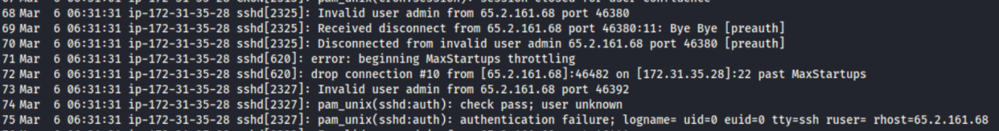 68 Mar  6 06:31:31 ip-172-31-35-28 sshd[2325]: Invalid user admin from 65.2.161.68 port 46380
69 Mar  6 06:31:31 ip-172-31-35-28 sshd[2325]: Received disconnect from 65.2.161.68 port 46380:11: Bye Bye [preauth]
70 Mar  6 06:31:31 ip-172-31-35-28 sshd[2325]: Disconnected from invalid user admin 65.2.161.68 port 46380 [preauth]
71 Mar  6 06:31:31 ip-172-31-35-28 sshd[620]: error: beginning MaxStartups throttling
72 Mar  6 06:31:31 ip-172-31-35-28 sshd[620]: drop connection #10 from [65.2.161.68]:46482 on [172.31.35.28]:22 past MaxStartups
73 Mar  6 06:31:31 ip-172-31-35-28 sshd[2327]: Invalid user admin from 65.2.161.68 port 46392
74 Mar  6 06:31:31 ip-172-31-35-28 sshd[2327]: pam_unix(sshd:auth): check pass; user unknown
75 Mar  6 06:31:31 ip-172-31-35-28 sshd[2327]: pam_unix(sshd:auth): authentication failure; logname= uid=0 euid=0 tty=ssh ruser= rhost=65.2.161.68